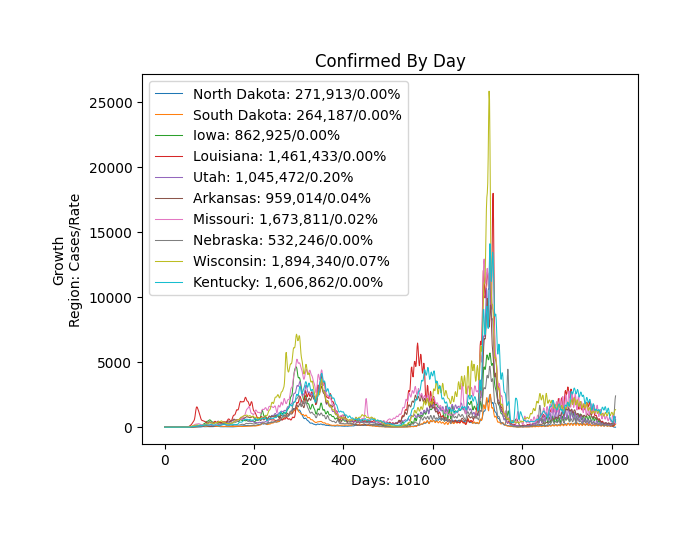 Confirmed By Day
Growth
Region: Cases/Rate
25000
20000
15000
10000
5000
0
North Dakota: 271,913/0.00%
South Dakota: 264,187/0.00%
Iowa: 862,925/0.00%
Louisiana: 1,461,433/0.00%
Utah: 1,045,472/0.20%
Arkansas: 959,014/0.04%
Missouri: 1,673,811/0.02%
Nebraska: 532,246/0.00%
Wisconsin: 1,894,340/0.07%
Kentucky: 1,606,862/0.00%
0 200 400 600 800 1000
Days: 1010